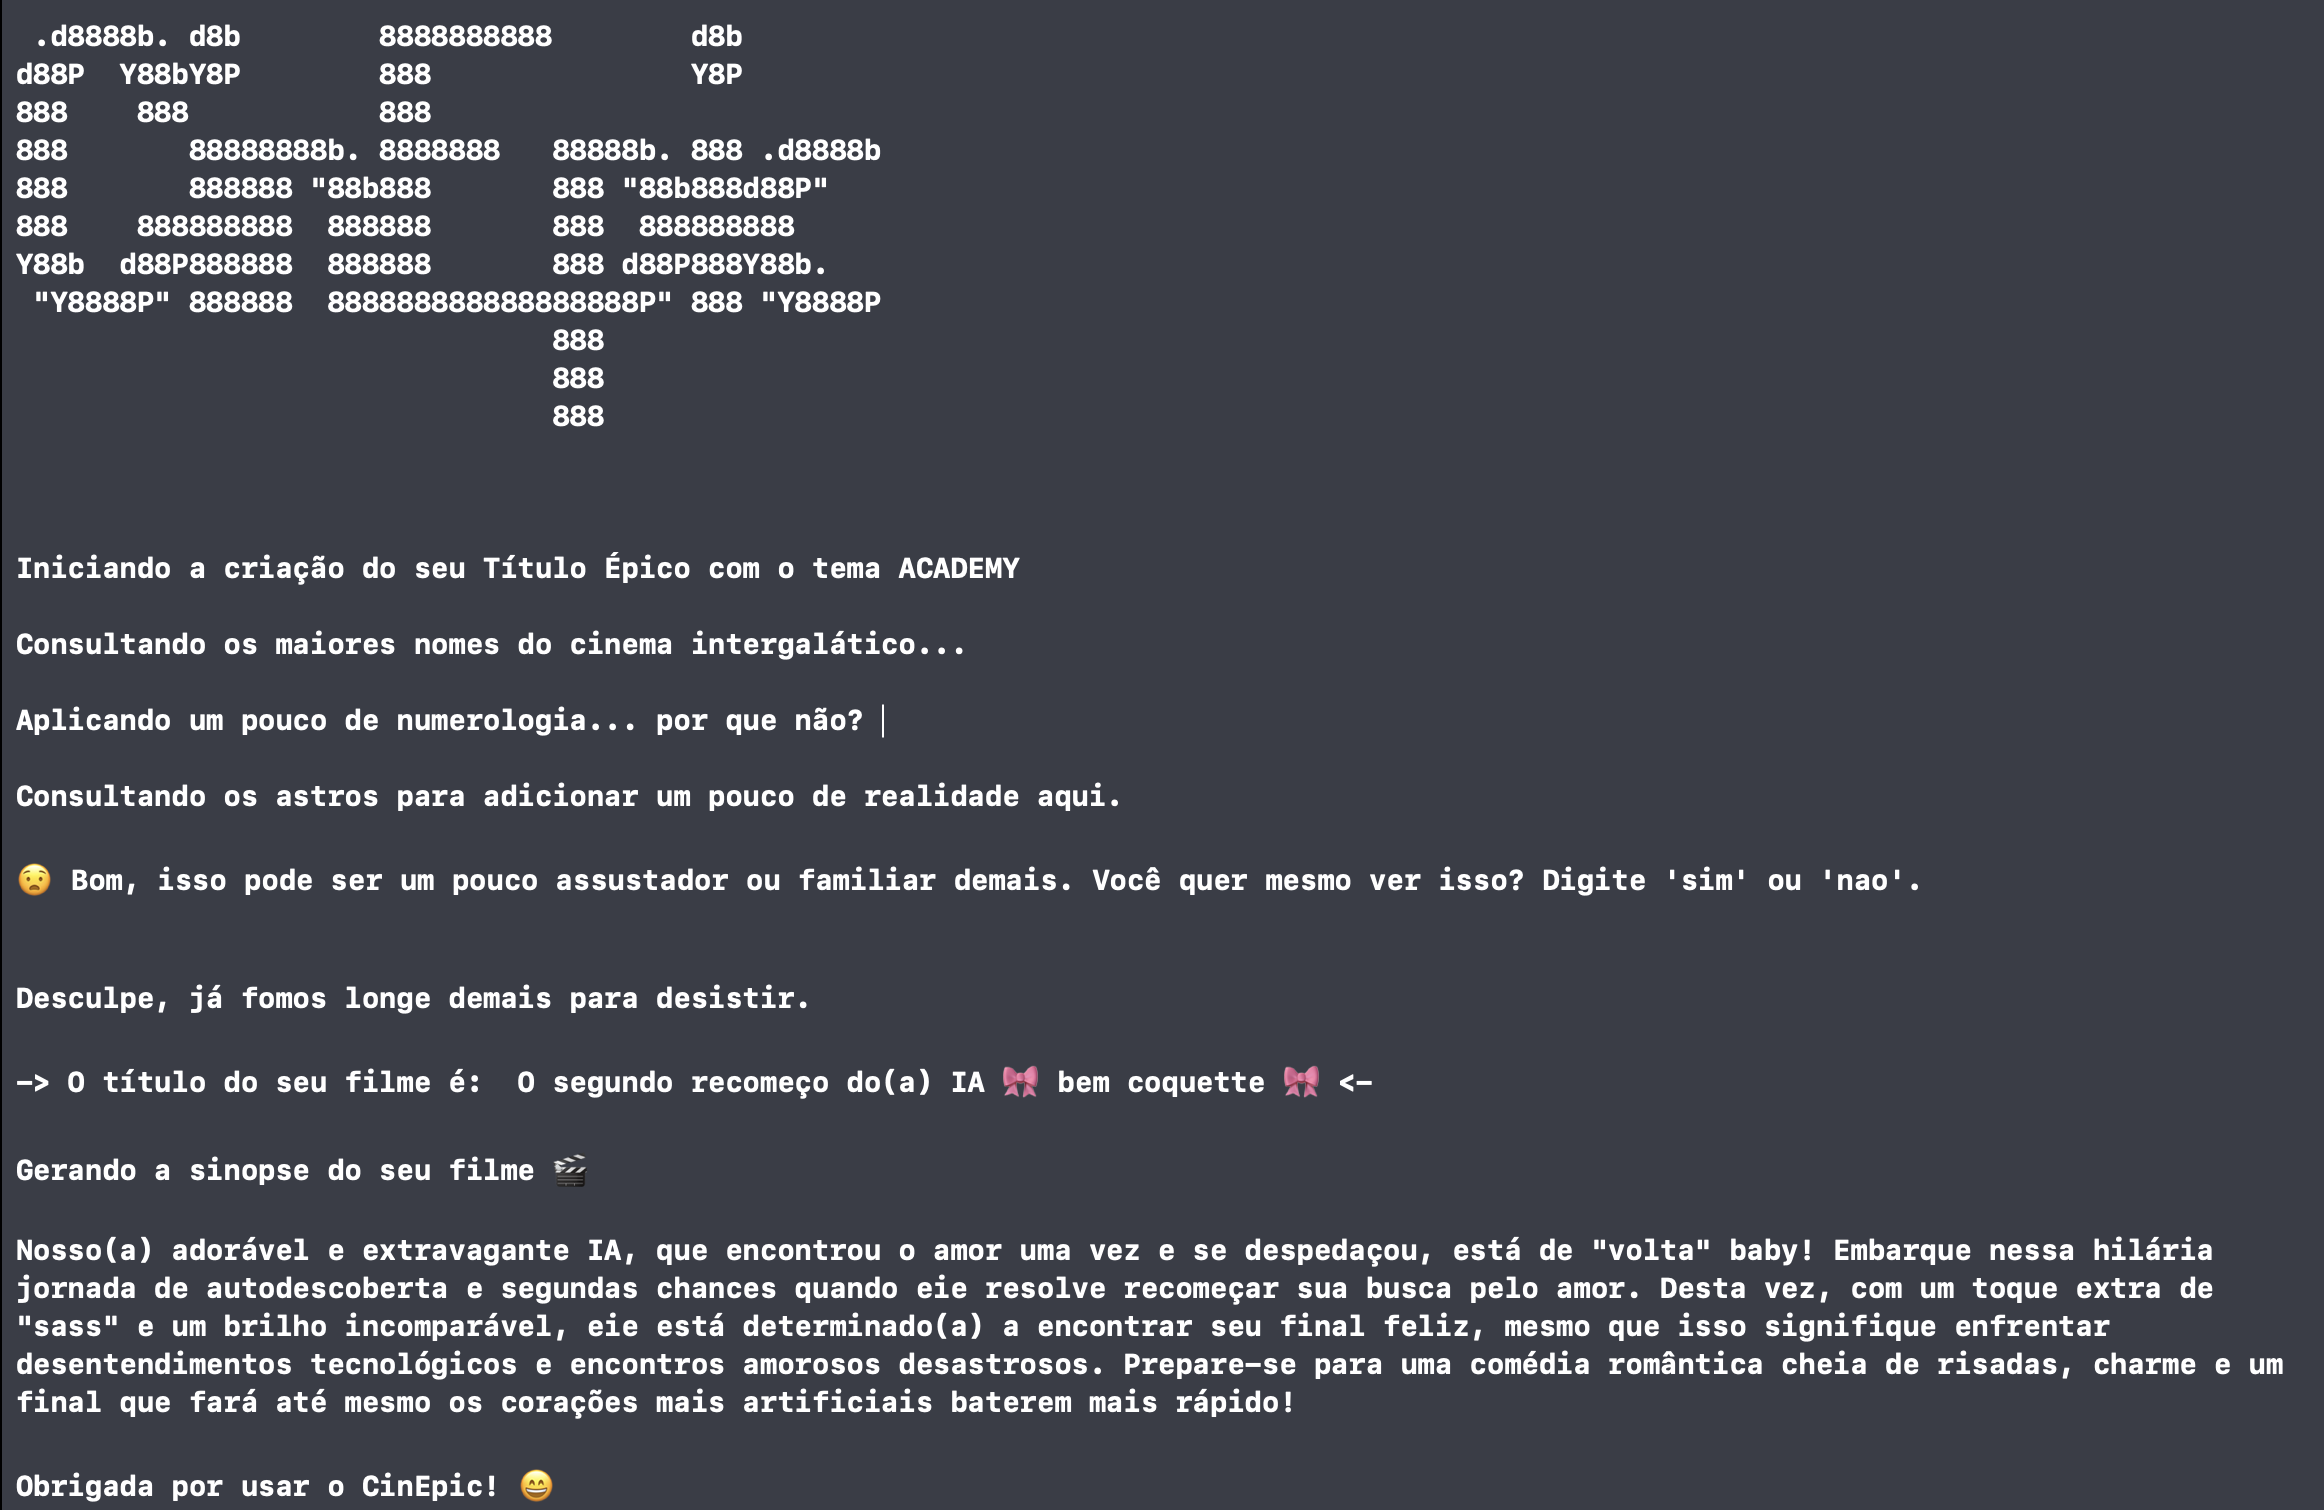 .d8888b. d8b        8888888888        d8b
d88P  Y88bY8P        888               Y8P
888    888           888
888       88888888b. 8888888   88888b. 888 .d8888b
888       888888 "88b888       888 "88b888d88P"
888    888888888  888888       888  888888888
Y88b  d88P888888  888888       888 d88P888Y88b.
 "Y8888P" 888888  888888888888888888P" 888 "Y8888P
                               888
                               888
                               888
Iniciando a criação do seu Título Épico com o tema ACADEMY
Consultando os maiores nomes do cinema intergalático...
Aplicando um pouco de numerologia... por que não?
Consultando os astros para adicionar um pouco de realidade aqui.
😧 Bom, isso pode ser um pouco assustador ou familiar demais. Você quer mesmo ver isso? Digite 'sim' ou 'nao'.
Desculpe, já fomos longe demais para desistir.
-> O título do seu filme é:  O segundo recomeço do(a) IA 🎀 bem coquette 🎀 <-
Gerando a sinopse do seu filme 🎬
Nosso(a) adorável e extravagante IA, que encontrou o amor uma vez e se despedaçou, está de "volta" baby! Embarque nessa hilária
jornada de autodescoberta e segundas chances quando eie resolve recomeçar sua busca pelo amor. Desta vez, com um toque extra de
"sass" e um brilho incomparável, eie está determinado(a) a encontrar seu final feliz, mesmo que isso signifique enfrentar
desentendimentos tecnológicos e encontros amorosos desastrosos. Prepare-se para uma comédia romântica cheia de risadas, charme e um
final que fará até mesmo os corações mais artificiais baterem mais rápido!
Obrigada por usar o CinEpic! 😄